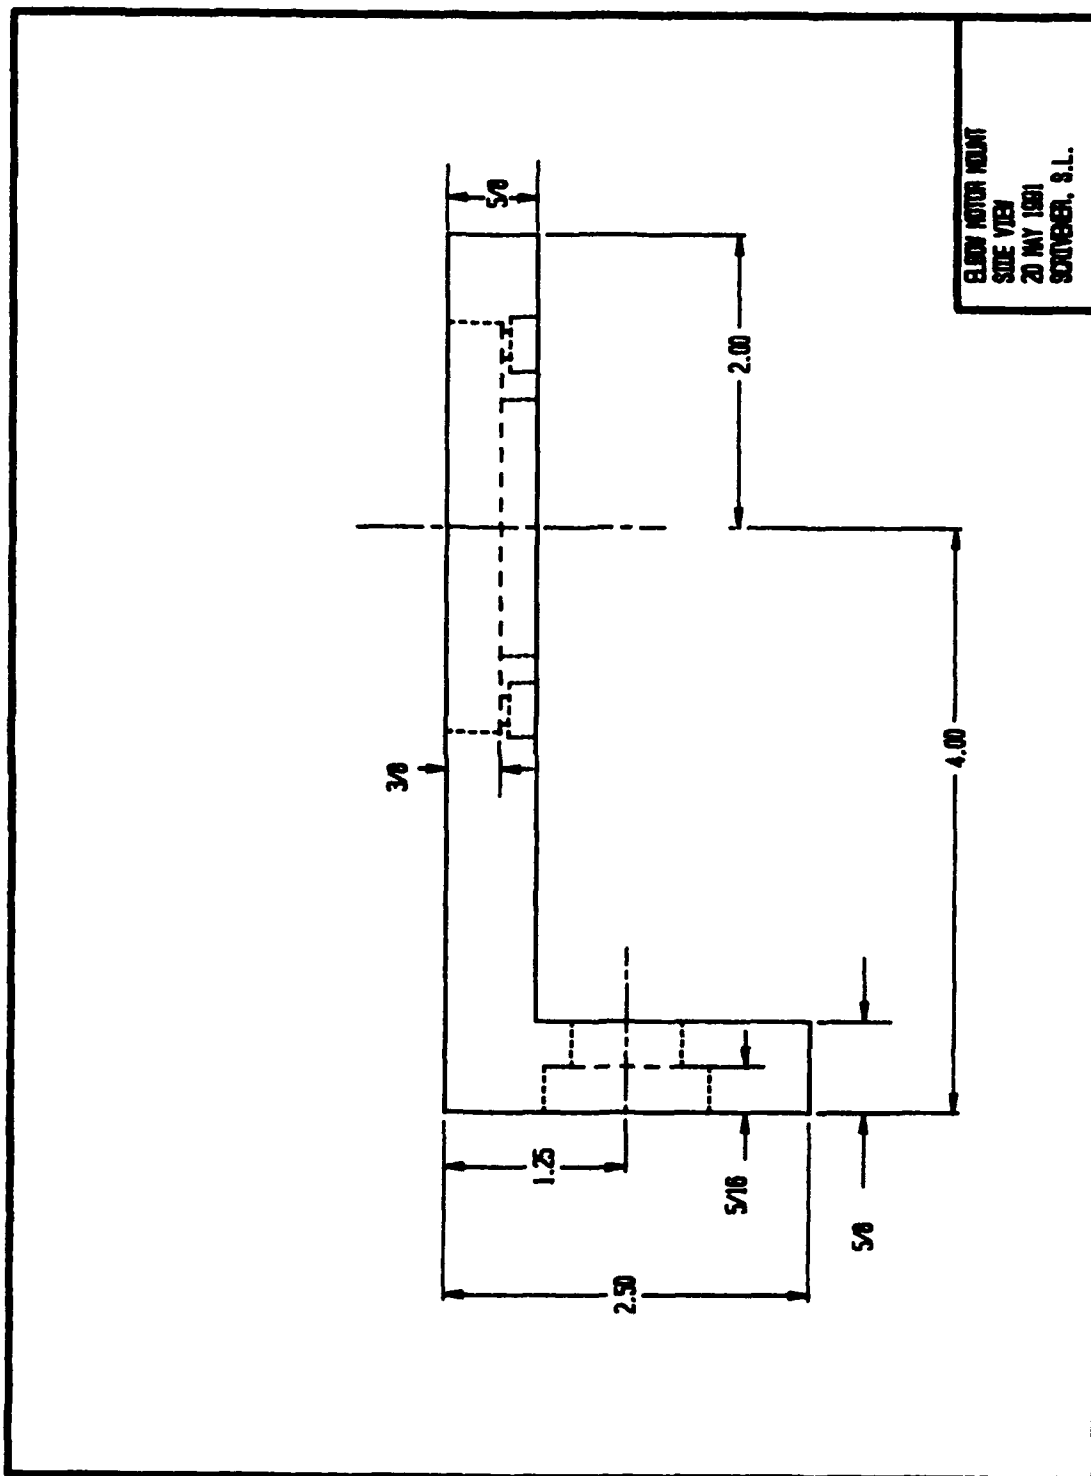 5/8
2.00
3/8
4.00
1.25
5/16
5/8
2.50
ELBOW MOTOR MOUNT
SIDE VIEW
20 MAY 1991
SCRIVENER, S.L.